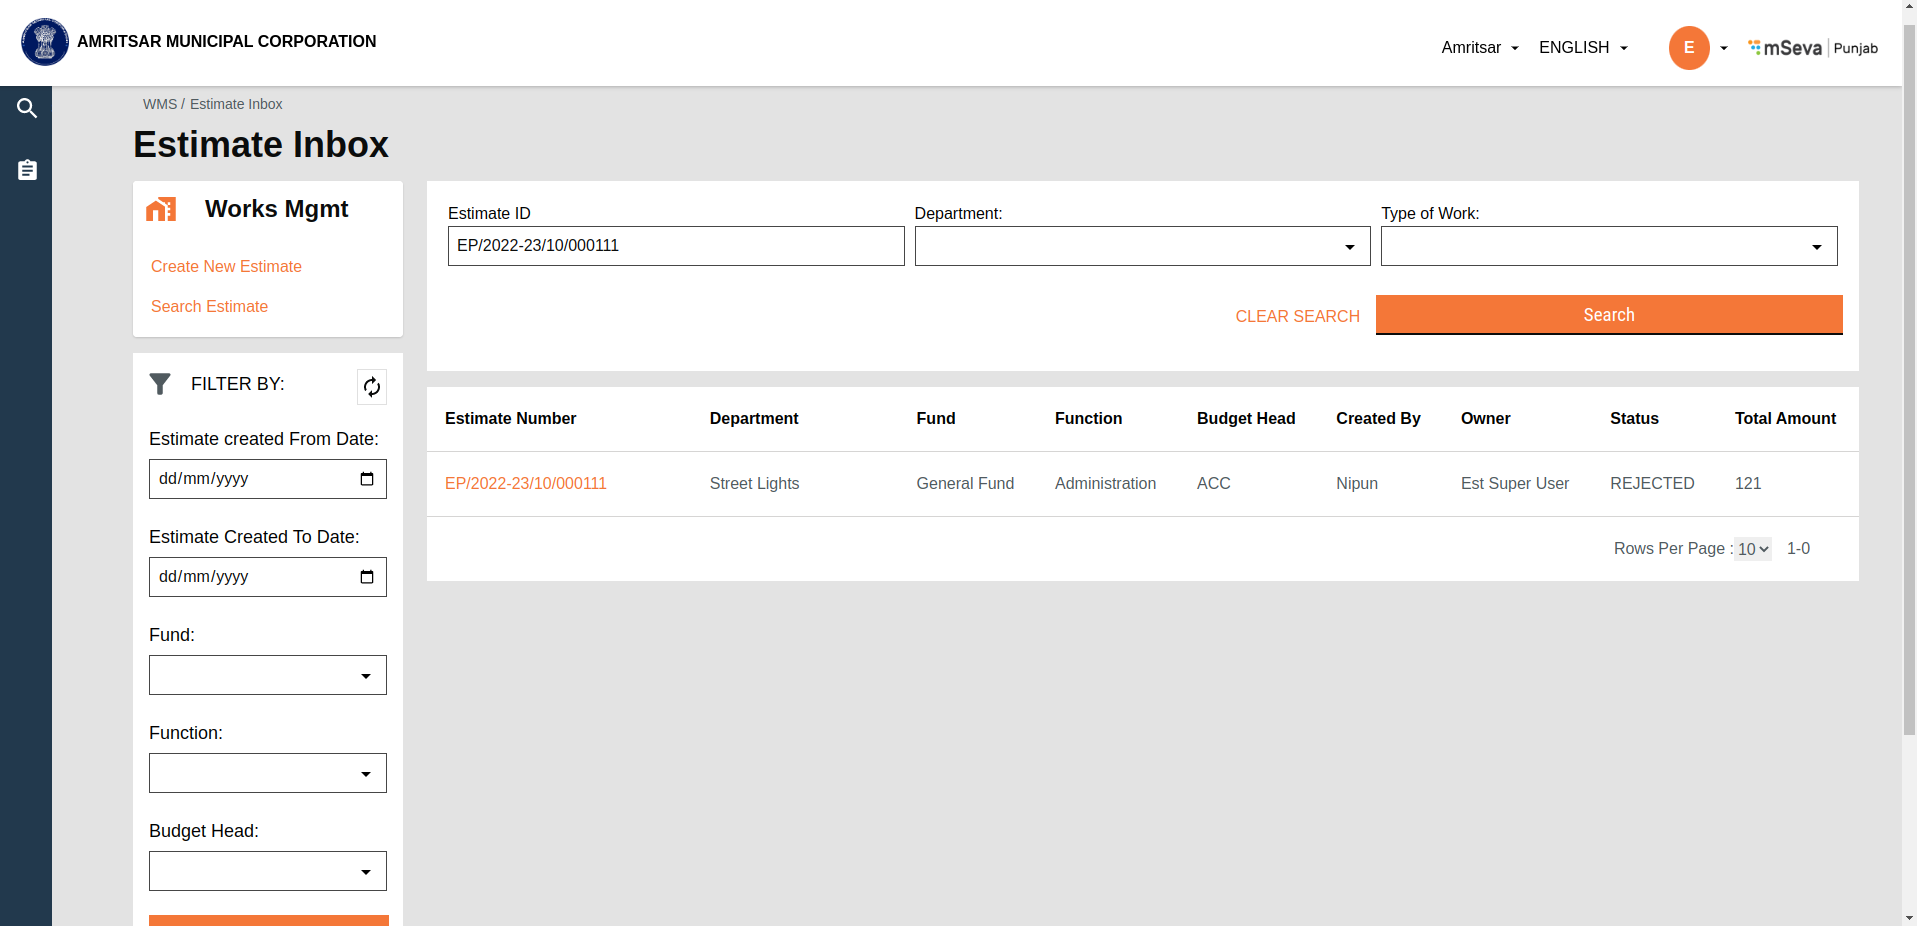 AMRITSAR MUNICIPAL CORPORATION
Amritsar ENGLISH E mSeva Punjab
WMS / Estimate Inbox
Estimate Inbox
Works Mgmt
Create New Estimate
Search Estimate
FILTER BY:
Estimate created From Date:
dd/mm/yyyy
Estimate Created To Date:
dd/mm/yyyy
Fund:
Function:
Budget Head:
Estimate ID Department: Type of Work:
EP/2022-23/10/000111
CLEAR SEARCH Search
Estimate Number Department Fund Function Budget Head Created By Owner Status Total Amount
EP/2022-23/10/000111 Street Lights General Fund Administration ACC Nipun Est Super User REJECTED 121
Rows Per Page : 10 1-0